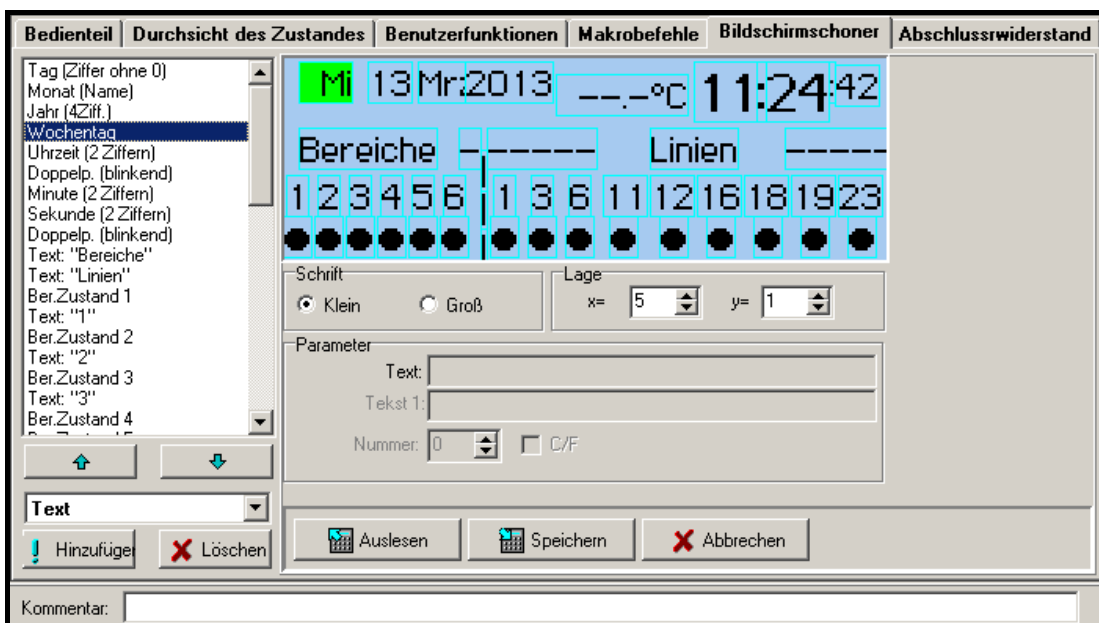 Bedienteil Durchsicht des Zustandes Benutzerfunktionen Makrobefehle Bildschirmschoner Abschlussrwiderstand
Tag (Ziffer ohne 0)
Monat (Name)
Jahr (4Ziff.)
Wochentag
Uhrzeit (2 Ziffern)
Doppelp. (blinkend)
Minute (2 Ziffern)
Sekunde (2 Ziffern)
Doppelp. (blinkend)
Text: "Bereiche"
Text: "Linien"
Ber.Zustand 1
Text: "1"
Ber.Zustand 2
Text: "2"
Ber.Zustand 3
Text: "3"
Ber.Zustand 4
Text
Hinzufüger Löschen
Mi 13 Mrz 2013 --.-°C 11:24:42
Bereiche ------ Linien -----
1 2 3 4 5 6 1 3 6 11 12 16 18 19 23
Schrift
Klein Groß
Lage
x= 5 y= 1
Parameter
Text:
Tekst 1:
Nummer: 0 C/F
Auslesen Speichern Abbrechen
Kommentar: